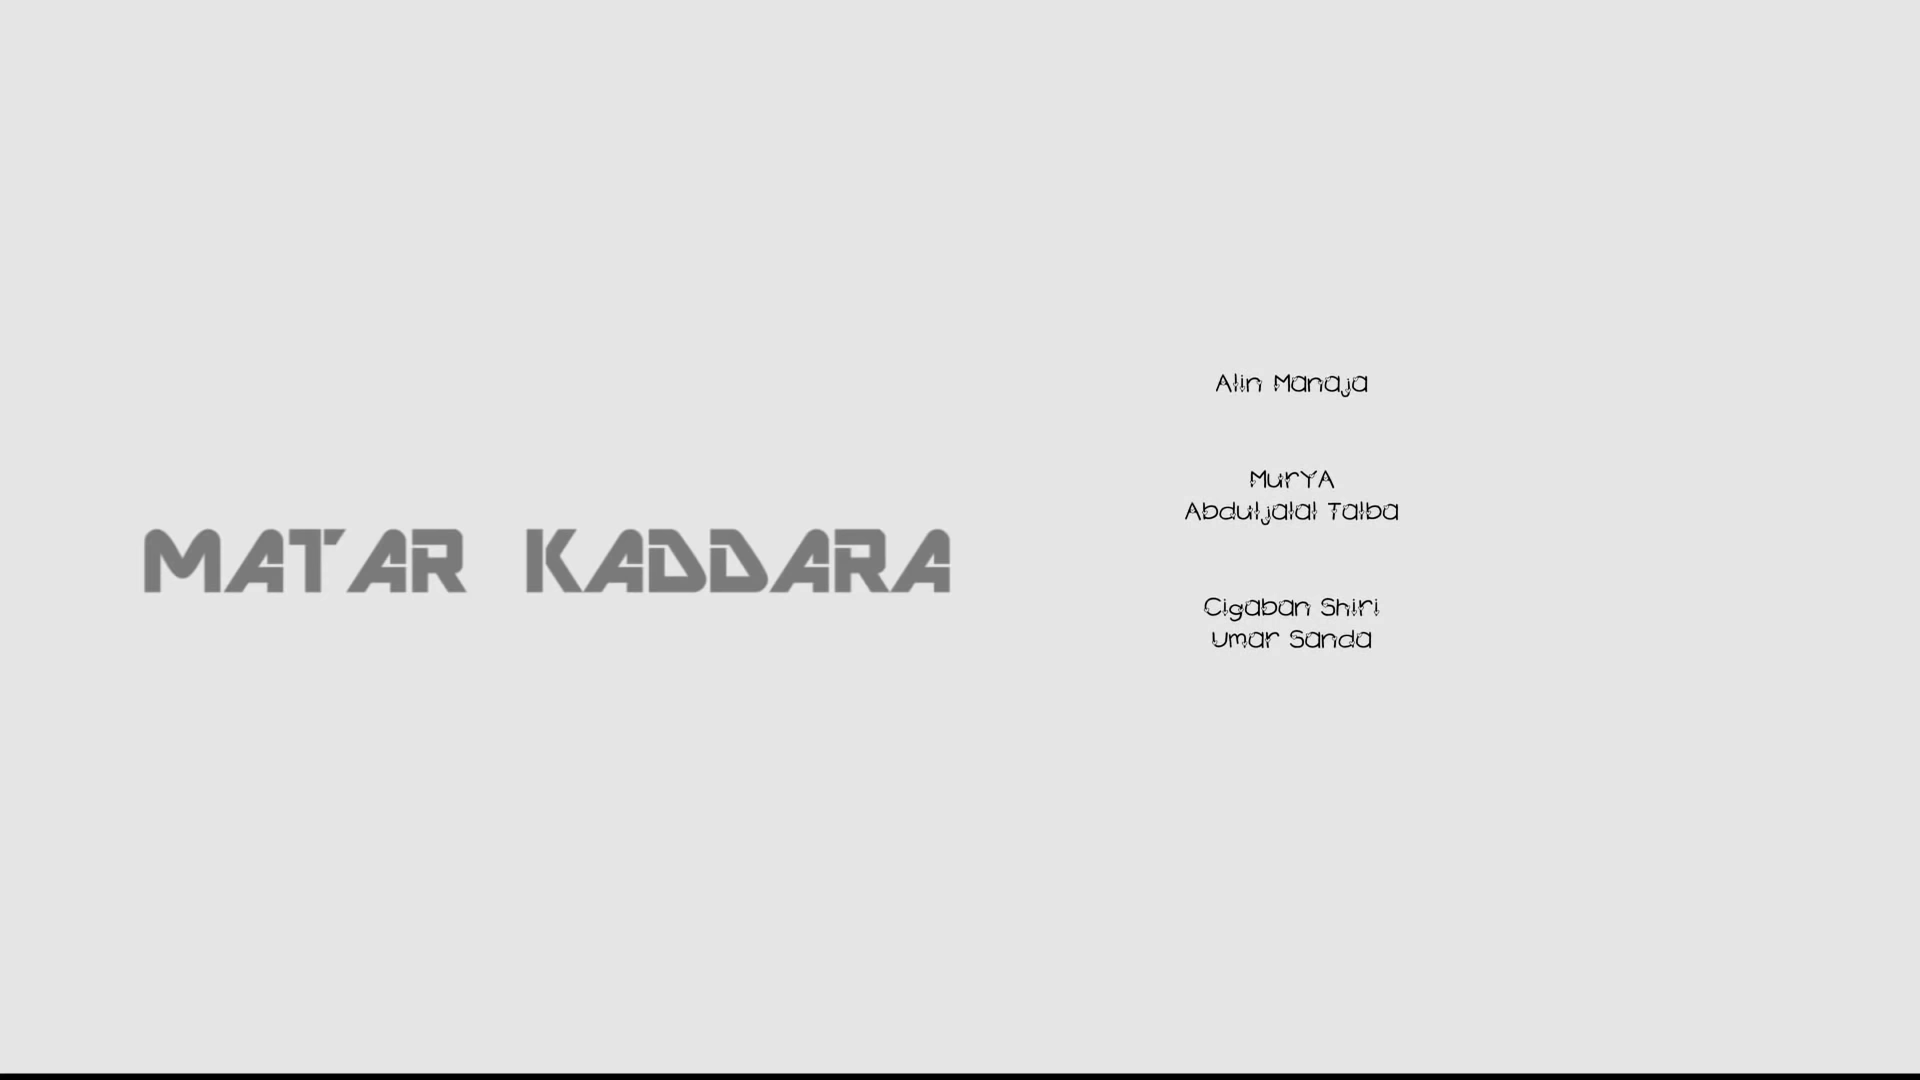 MATAR KADDARA
Alin Manaja
MurYA
Abduljalal Talba
Cigaban Shiri
Umar Sanda